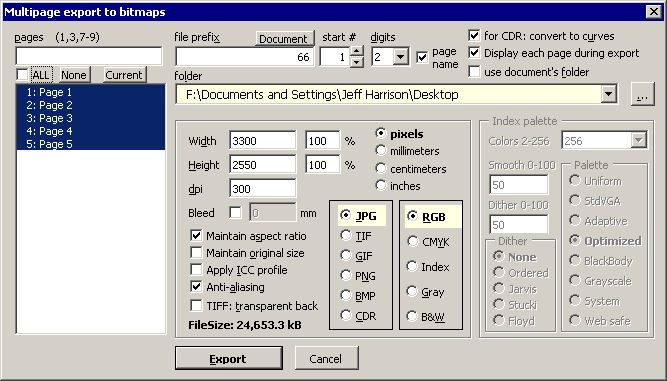 Multipage export to bitmaps
pages (1,3,7-9)
ALL None Current
1: Page 1
2: Page 2
3: Page 3
4: Page 4
5: Page 5
file prefix Document start # digits
66 1 2 page name
for CDR: convert to curves
Display each page during export
use document's folder
folder
F:\Documents and Settings\Jeff Harrison\Desktop ...
Width 3300 100 %
Height 2550 100 %
dpi 300
Bleed 0 mm
pixels
millimeters
centimeters
inches
Maintain aspect ratio
Maintain original size
Apply ICC profile
Anti-aliasing
TIFF: transparent back
FileSize: 24,653.3 kB
JPG
TIF
GIF
PNG
BMP
CDR
RGB
CMYK
Index
Gray
B&W
Index palette
Colors 2-256 256
Smooth 0-100
50
Dither 0-100
50
Dither
None
Ordered
Jarvis
Stucki
Floyd
Palette
Uniform
StdVGA
Adaptive
Optimized
BlackBody
Grayscale
System
Web safe
Export Cancel